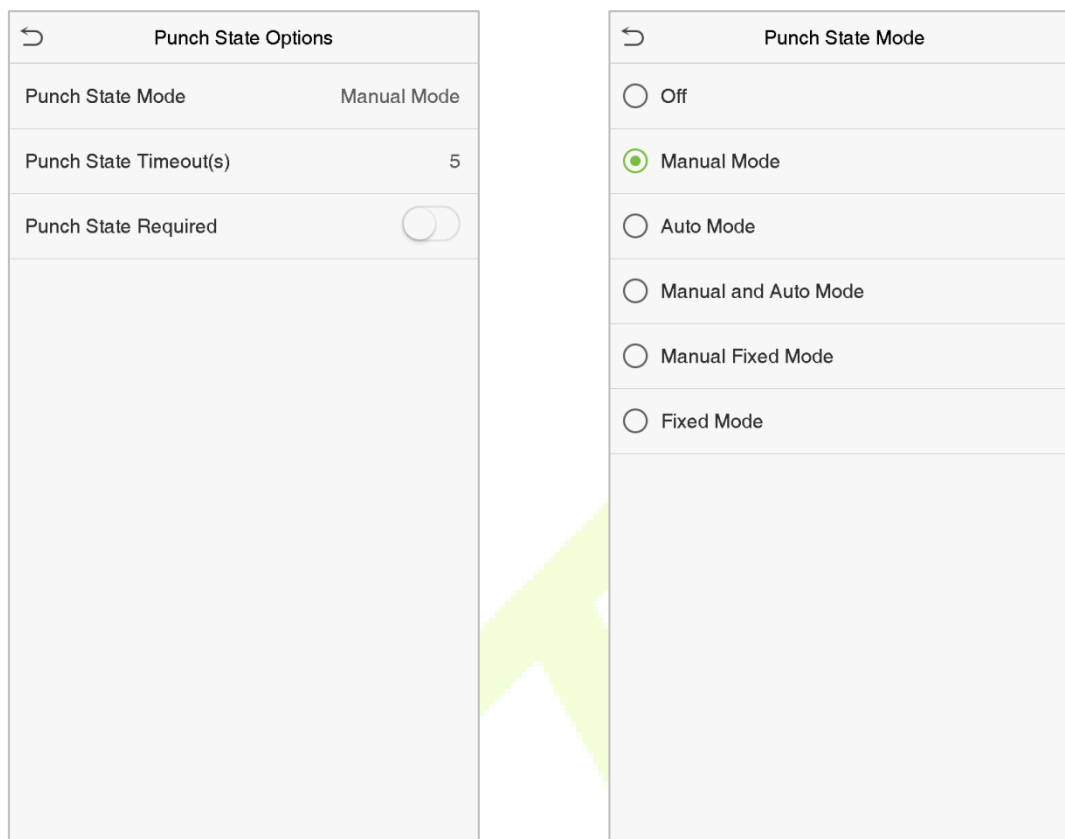 Punch State Options
Punch State Mode Manual Mode
Punch State Timeout(s) 5
Punch State Required
Punch State Mode
Off
Manual Mode
Auto Mode
Manual and Auto Mode
Manual Fixed Mode
Fixed Mode